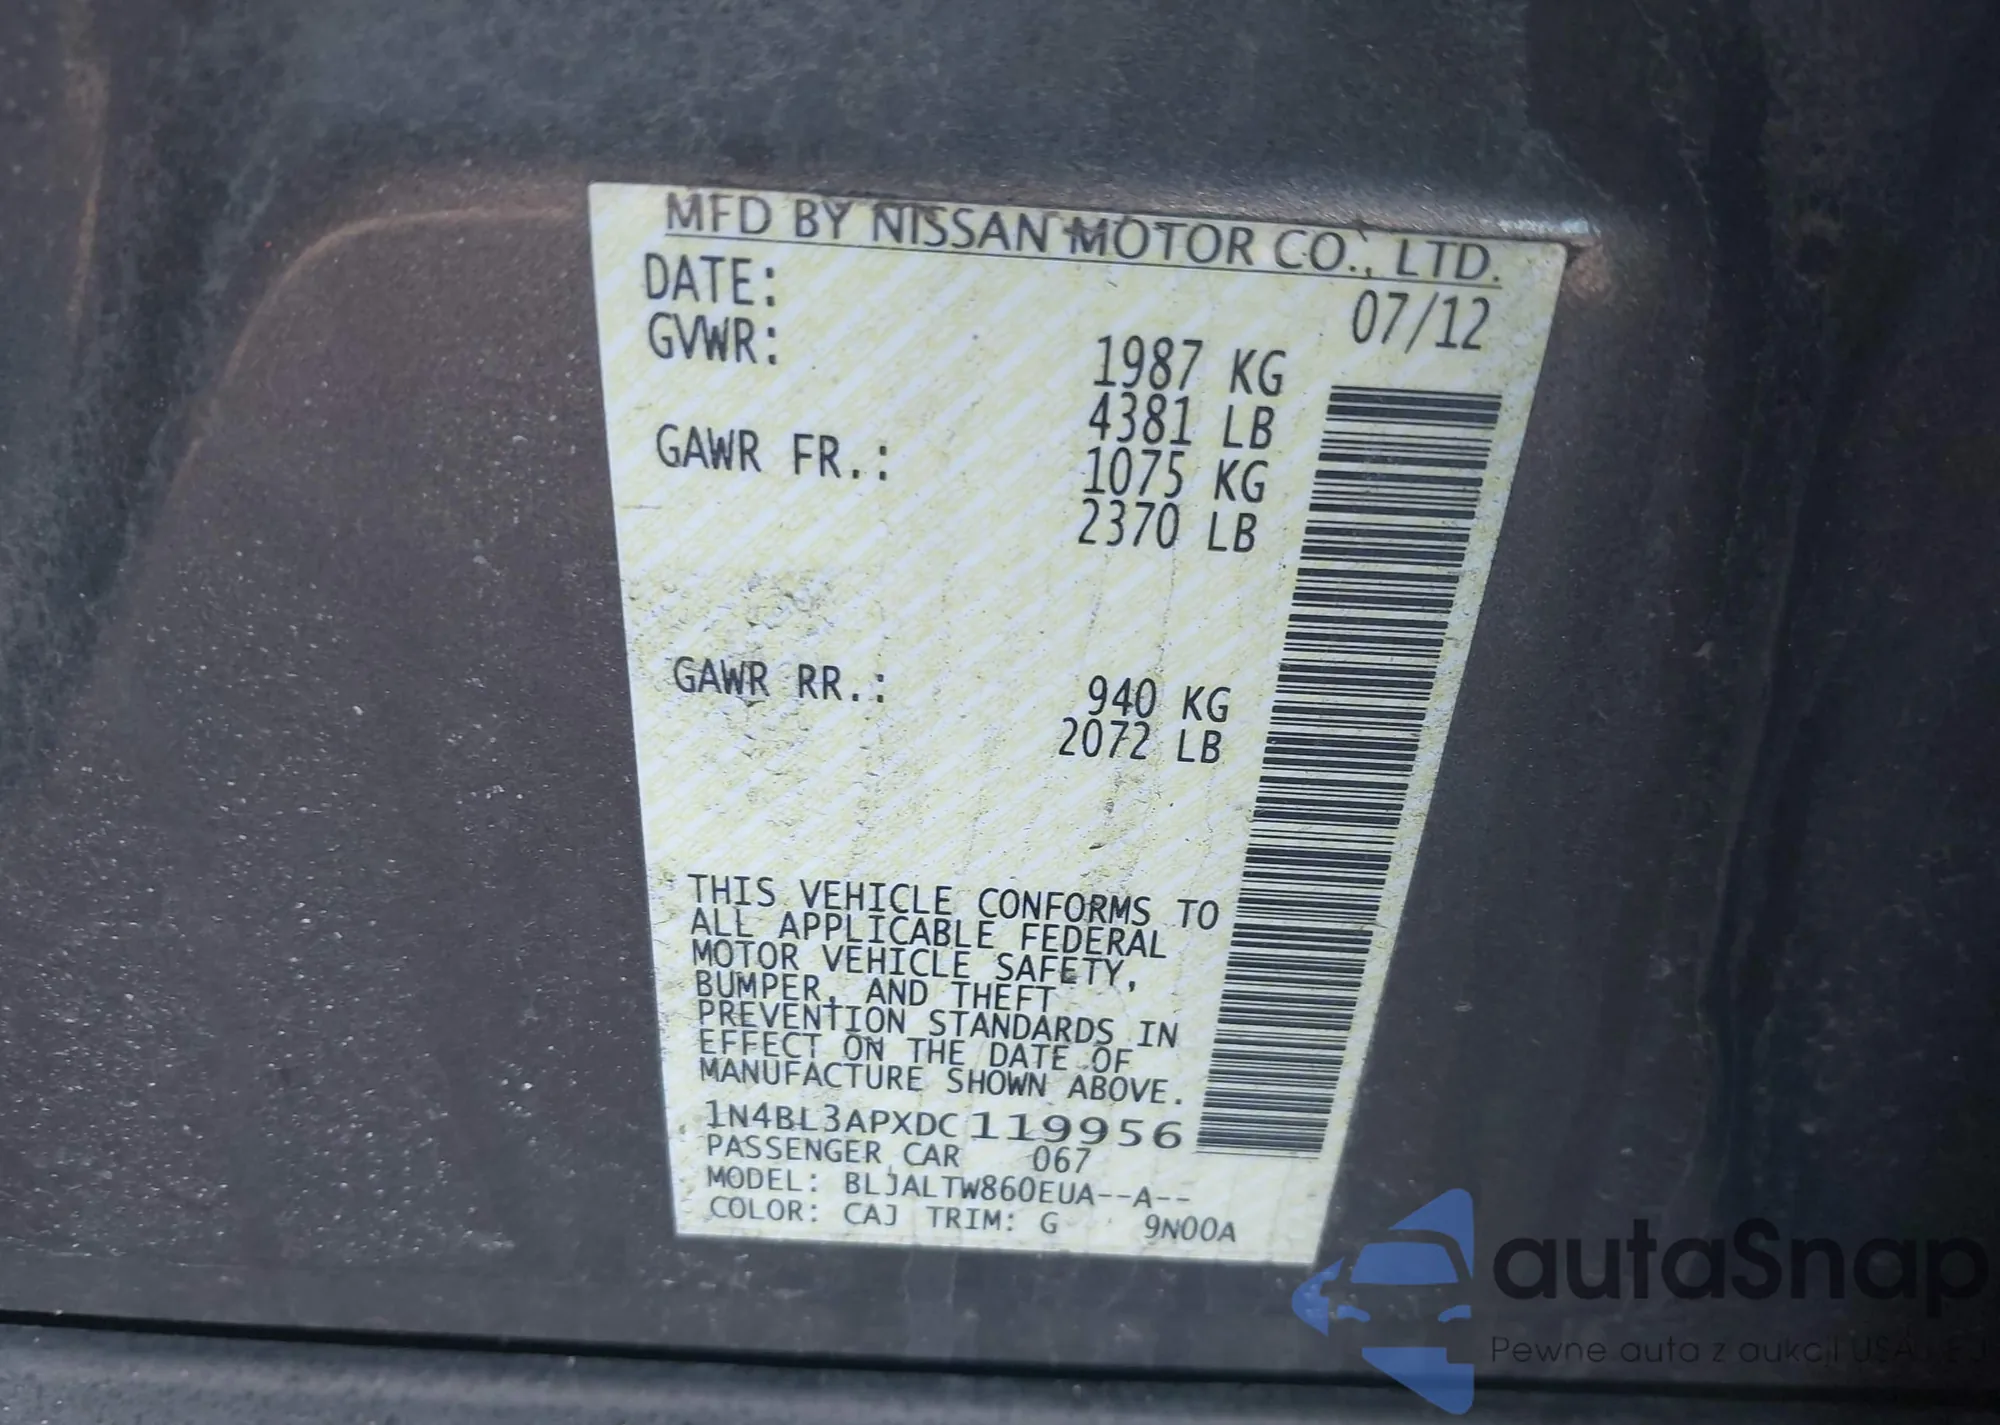 MFD BY NISSAN MOTOR CO., LTD.
DATE: 07/12
GVWR: 1987 KG
4381 LB
GAWR FR.: 1075 KG
2370 LB
GAWR RR.: 940 KG
2072 LB
THIS VEHICLE CONFORMS TO
ALL APPLICABLE FEDERAL
MOTOR VEHICLE SAFETY,
BUMPER, AND THEFT
PREVENTION STANDARDS IN
EFFECT ON THE DATE OF
MANUFACTURE SHOWN ABOVE.
1N4BL3APXDC119956
PASSENGER CAR 067
MODEL: BLJALTW860EUA--A--
COLOR: CAJ TRIM: G 9N00A
autaSnap
Pewne auta z aukcji USA i EU